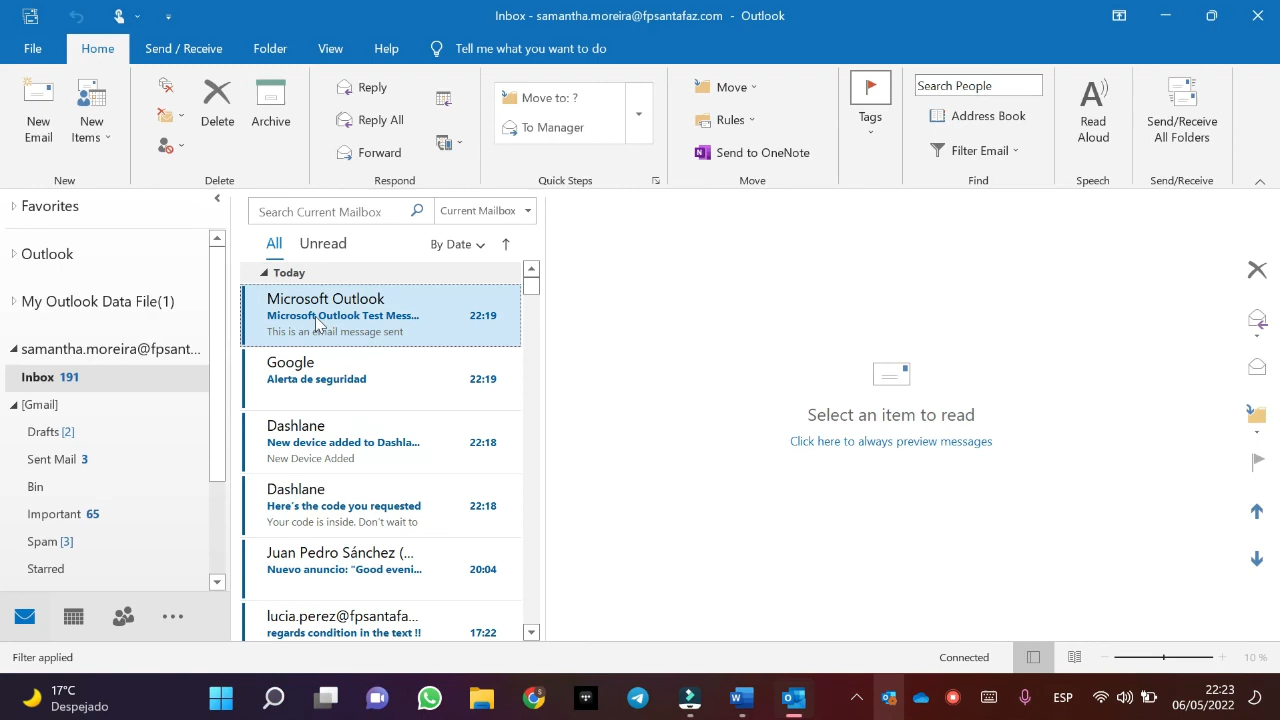 Inbox - samantha.moreira@fpsantafaz.com - Outlook
File Home Send / Receive Folder View Help Tell me what you want to do
New Email
New Items
Delete
Archive
Reply
Reply All
Forward
Move to: ?
To Manager
Move
Rules
Send to OneNote
Tags
Search People
Address Book
Filter Email
Read Aloud
Send/Receive All Folders
New Delete Respond Quick Steps Move Find Speech Send/Receive
Favorites
Outlook
My Outlook Data File(1)
samantha.moreira@fpsant...
Inbox 191
[Gmail]
Drafts [2]
Sent Mail 3
Bin
Important 65
Spam [3]
Starred
Search Current Mailbox Current Mailbox
All Unread By Date
Today
Microsoft Outlook
Microsoft Outlook Test Mess... 22:19
This is an email message sent
Google
Alerta de seguridad 22:19
Dashlane
New device added to Dashla... 22:18
New Device Added
Dashlane
Here's the code you requested 22:18
Your code is inside. Don't wait to
Juan Pedro Sánchez (...
Nuevo anuncio: "Good eveni... 20:04
lucia.perez@fpsantafa...
regards condition in the text !! 17:22
Select an item to read
Click here to always preview messages
Filter applied Connected 10 %
17°C
Despejado
ESP
22:23
06/05/2022